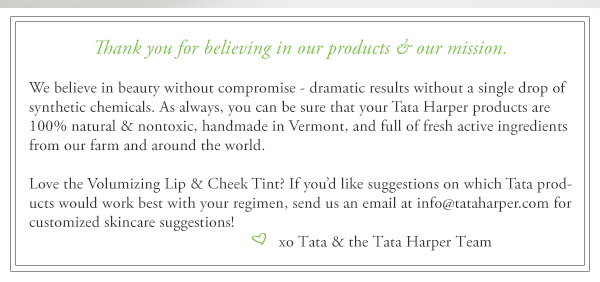 Thank you for believing in our products & our mission.
We believe in beauty without compromise - dramatic results without a single drop of
synthetic chemicals. As always, you can be sure that your Tata Harper products are
100% natural & nontoxic, handmade in Vermont, and full of fresh active ingredients
from our farm and around the world.
Love the Volumizing Lip & Cheek Tint? If you'd like suggestions on which Tata prod-
ucts would work best with your regimen, send us an email at info@tataharper.com for
customized skincare suggestions!
xo Tata & the Tata Harper Team